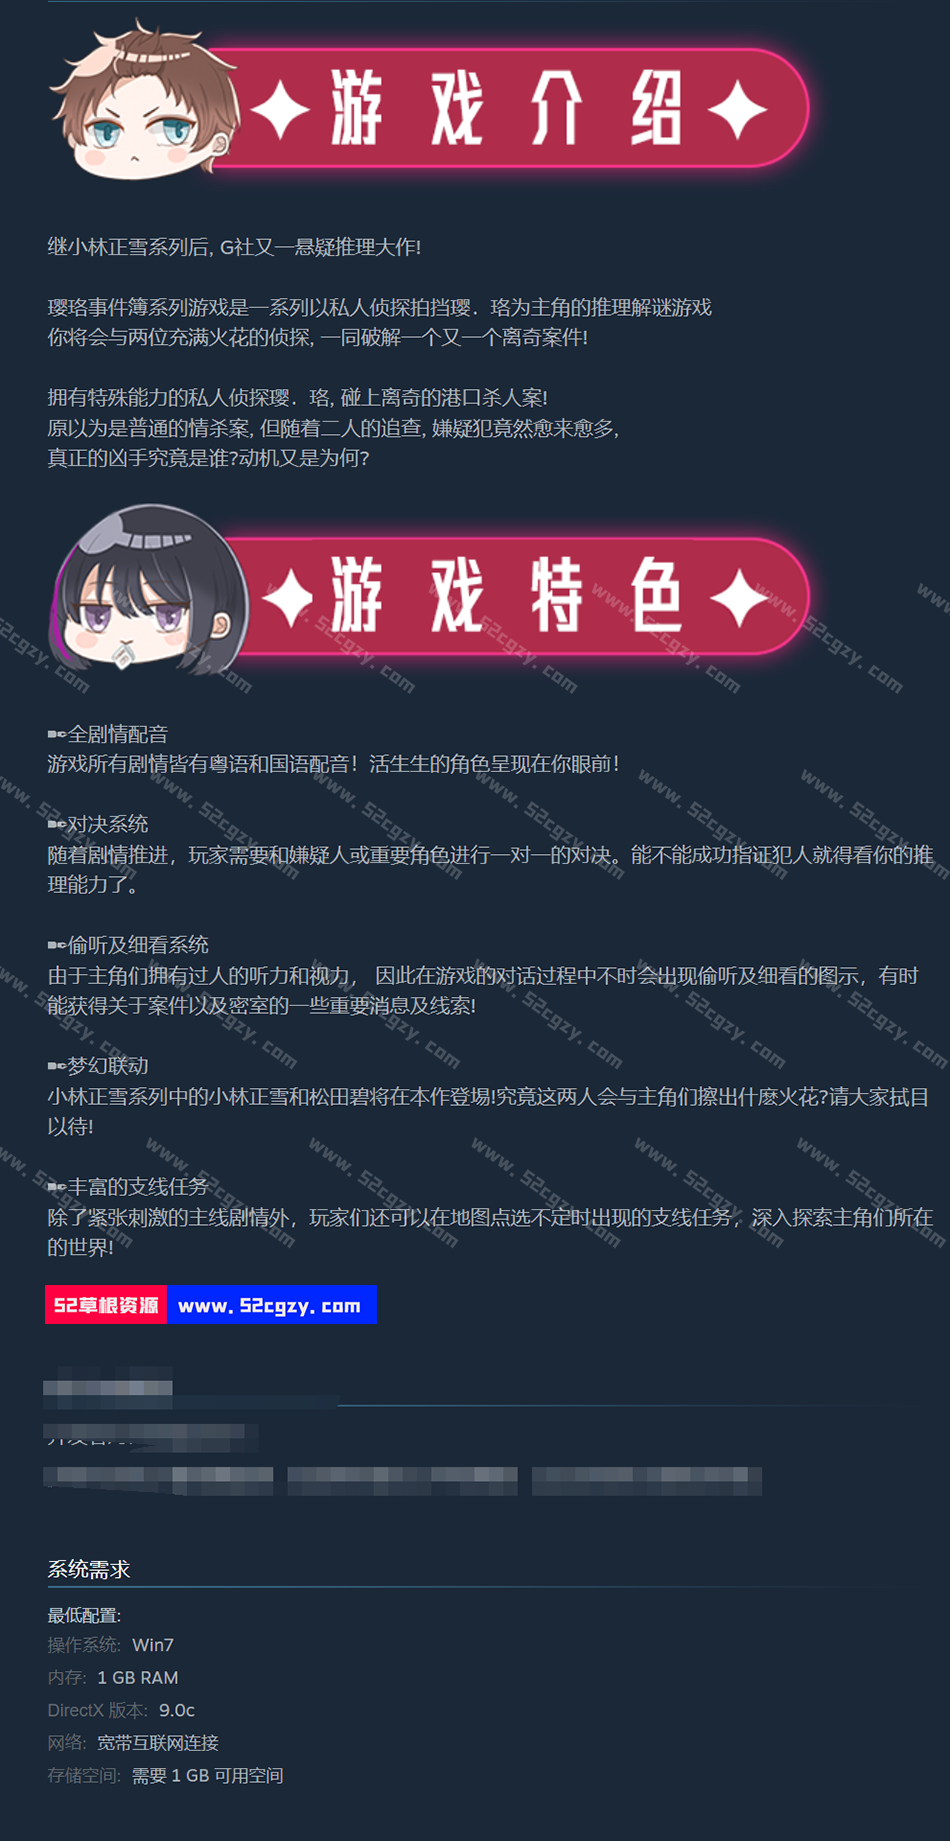 游戏介绍
继小林正雪系列后, G社又一悬疑推理大作!
璎珞事件簿系列游戏是一系列以私人侦探拍挡璎．珞为主角的推理解谜游戏
你将会与两位充满火花的侦探, 一同破解一个又一个离奇案件!
拥有特殊能力的私人侦探璎．珞, 碰上离奇的港口杀人案!
原以为是普通的情杀案, 但随着二人的追查, 嫌疑犯竟然愈来愈多,
真正的凶手究竟是谁?动机又是为何?
游戏特色
全剧情配音
游戏所有剧情皆有粤语和国语配音！活生生的角色呈现在你眼前！
对决系统
随着剧情推进，玩家需要和嫌疑人或重要角色进行一对一的对决。能不能成功指证犯人就得看你的推
理能力了。
偷听及细看系统
由于主角们拥有过人的听力和视力， 因此在游戏的对话过程中不时会出现偷听及细看的图示，有时
能获得关于案件以及密室的一些重要消息及线索!
梦幻联动
小林正雪系列中的小林正雪和松田碧将在本作登埸!究竟这两人会与主角们擦出什麽火花?请大家拭目
以待!
丰富的支线任务
除了紧张刺激的主线剧情外，玩家们还可以在地图点选不定时出现的支线任务，深入探索主角们所在
的世界!
52草根资源 www.52cgzy.com
系统需求
最低配置:
操作系统: Win7
内存: 1 GB RAM
DirectX 版本: 9.0c
网络: 宽带互联网连接
存储空间: 需要 1 GB 可用空间